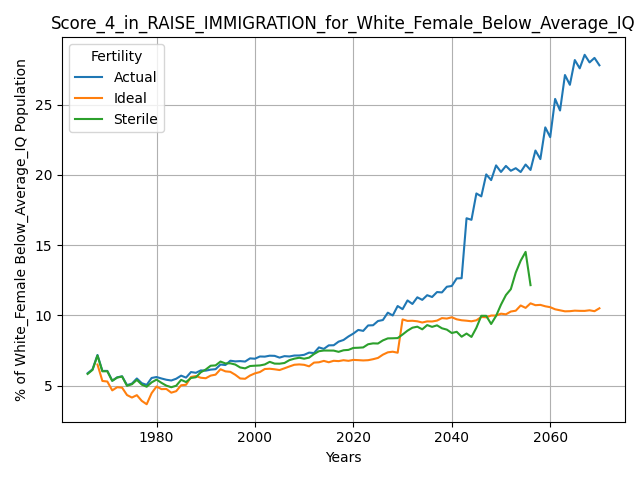 Score_4_in_RAISE_IMMIGRATION_for_White_Female_Below_Average_IQ
% of White_Female Below_Average_IQ Population
Fertility
Actual
Ideal
Sterile
25
20
15
10
5
1980 2000 2020 2040 2060
Years